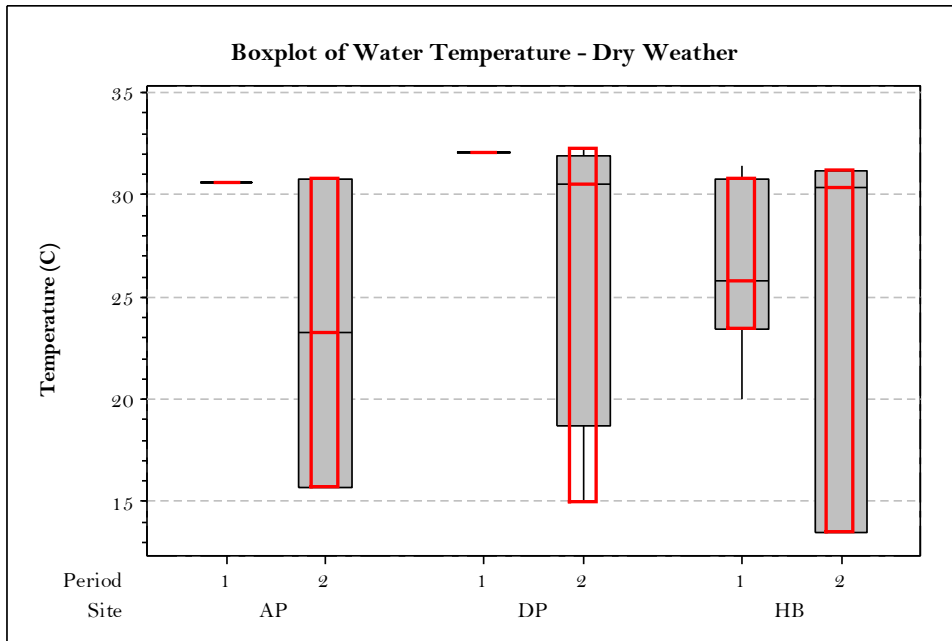 Boxplot of Water Temperature - Dry Weather
Temperature (C)
35
30
25
20
15
Period 1 2 1 2 1 2
Site AP DP HB